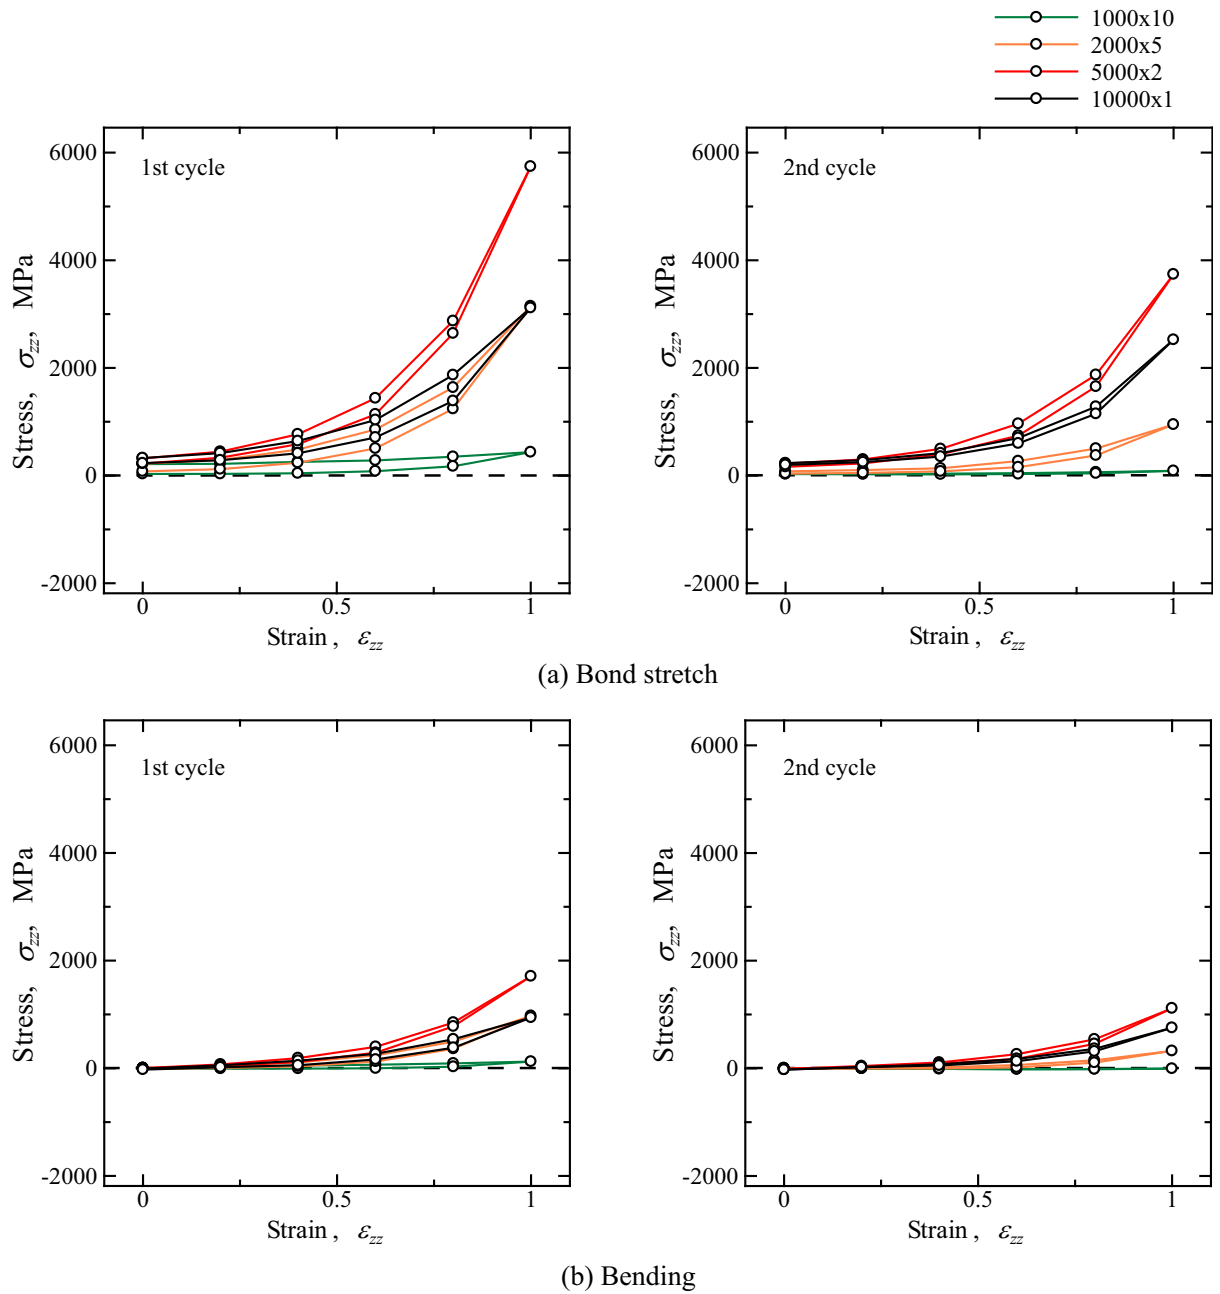 1000x10
2000x5
5000x2
10000x1
1st cycle
6000
4000
2000
0
-2000
Stress, σzz, MPa
0 0.5 1
Strain, εzz
2nd cycle
6000
4000
2000
0
-2000
Stress, σzz, MPa
0 0.5 1
Strain, εzz
(a) Bond stretch
1st cycle
6000
4000
2000
0
-2000
Stress, σzz, MPa
0 0.5 1
Strain, εzz
2nd cycle
6000
4000
2000
0
-2000
Stress, σzz, MPa
0 0.5 1
Strain, εzz
(b) Bending